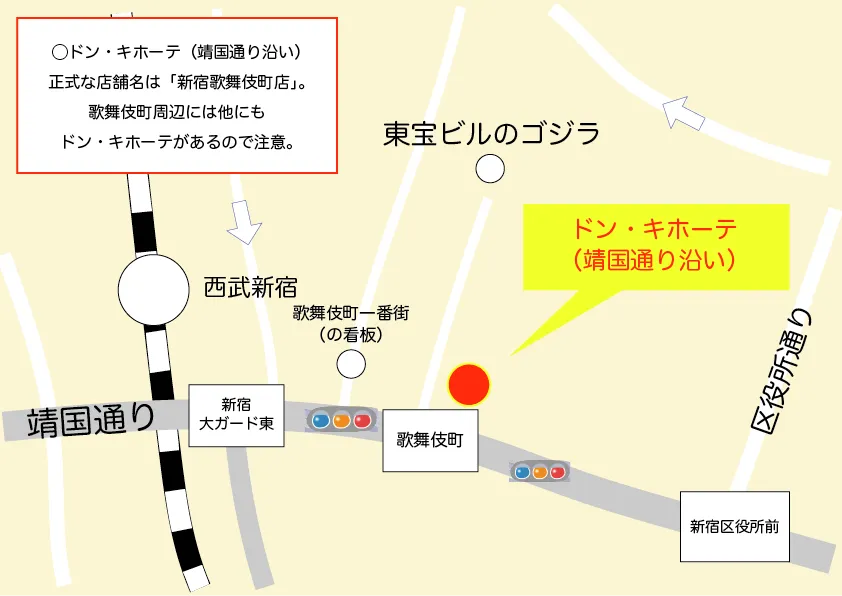 ◯ドン・キホーテ（靖国通り沿い）
正式な店舗名は「新宿歌舞伎町店」。
歌舞伎町周辺には他にも
ドン・キホーテがあるので注意。
東宝ビルのゴジラ
ドン・キホーテ
（靖国通り沿い）
西武新宿
歌舞伎町一番街
（の看板）
区役所通り
靖国通り
新宿
大ガード東
歌舞伎町
新宿区役所前